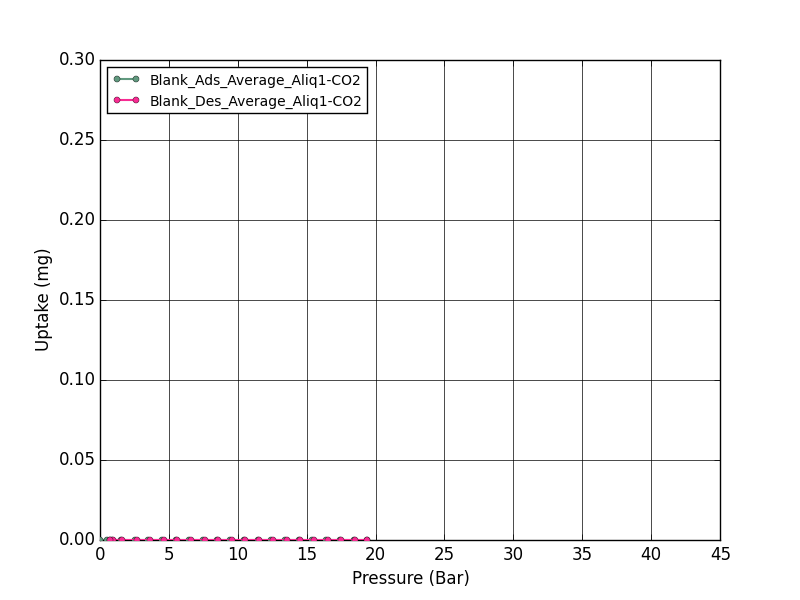 0.30
0.25
0.20
0.15
0.10
0.05
0.00
Uptake (mg)
Blank_Ads_Average_Aliq1-CO2
Blank_Des_Average_Aliq1-CO2
0 5 10 15 20 25 30 35 40 45
Pressure (Bar)